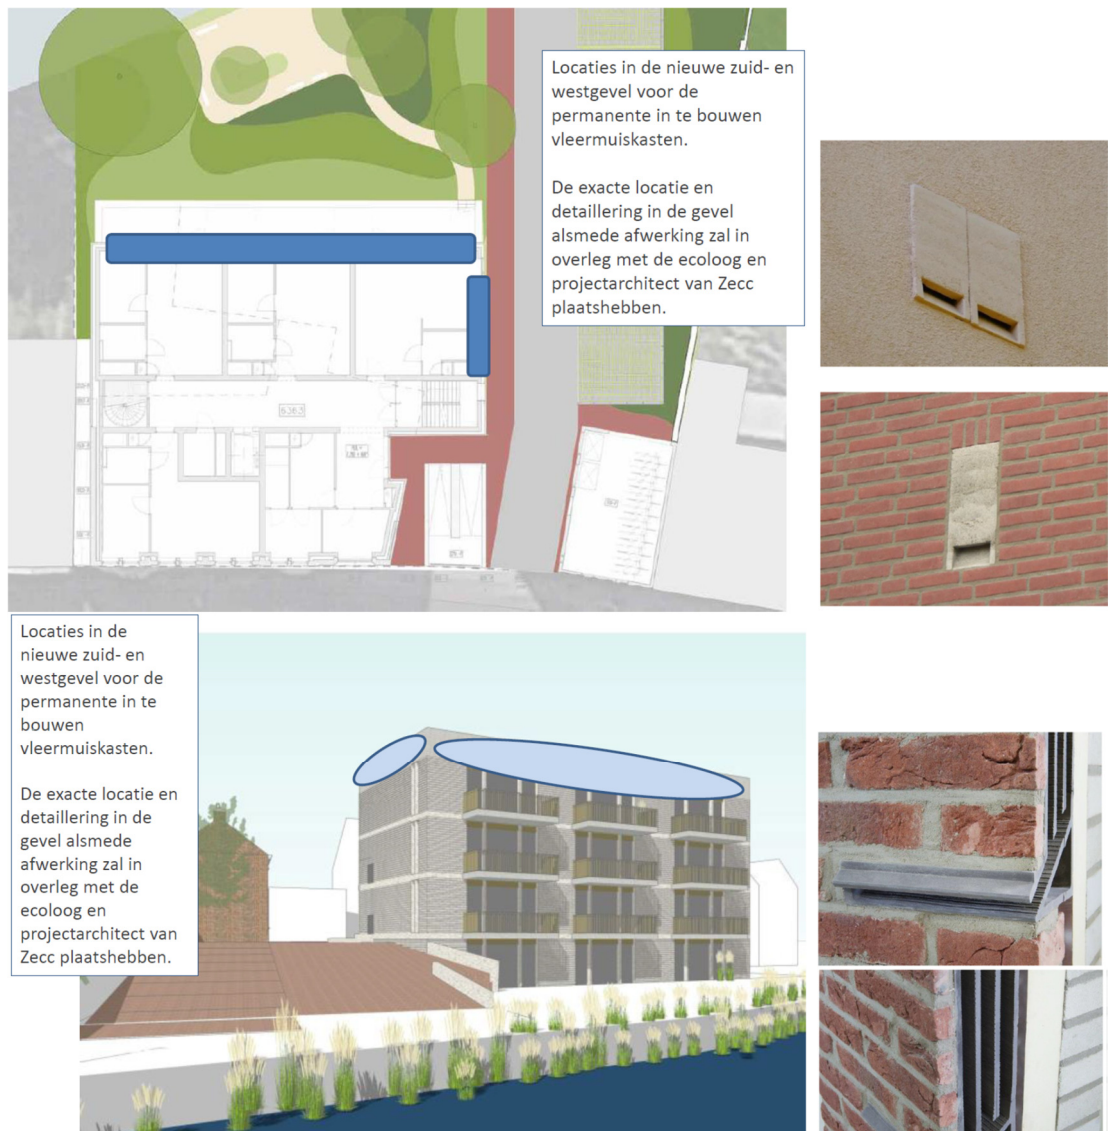 Locaties in de nieuwe zuid- en
westgevel voor de
permanente in te bouwen
vleermuiskasten.
De exacte locatie en
detaillering in de gevel
alsmede afwerking zal in
overleg met de ecoloog en
projectarchitect van Zecc
plaatshebben.
Locaties in de
nieuwe zuid- en
westgevel voor de
permanente in te
bouwen
vleermuiskasten.
De exacte locatie en
detaillering in de
gevel alsmede
afwerking zal in
overleg met de
ecoloog en
projectarchitect van
Zecc plaatshebben.